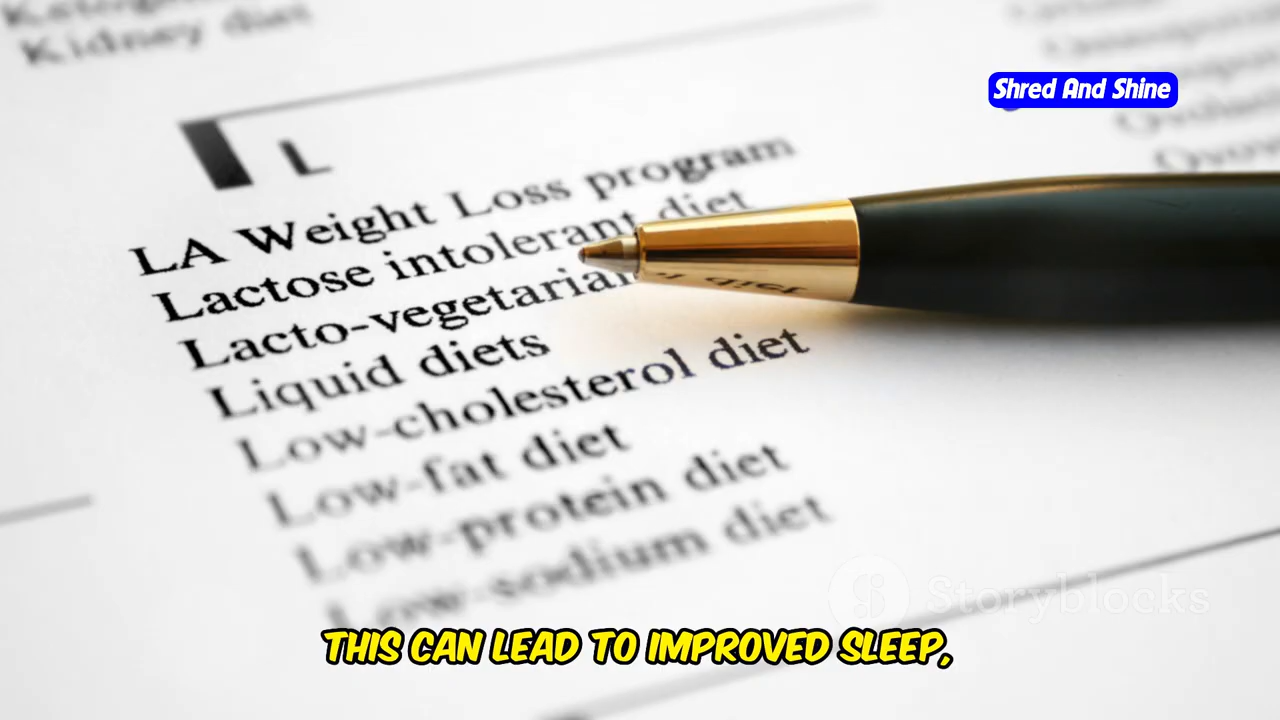 Kidney diet
Shred And Shine
L
LA Weight Loss program
Lactose intolerant diet
Lacto-vegetarian
Liquid diets
Low-cholesterol diet
Low-fat diet
Low-protein diet
Low-sodium diet
Storyblocks
THIS CAN LEAD TO IMPROVED SLEEP,